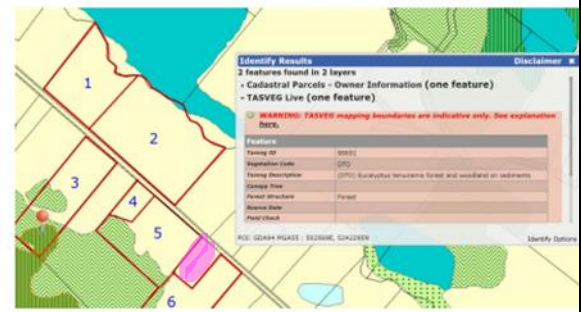 Identify Results Disclaimer
2 features found in 2 layers
- Cadastral Parcels - Owner Information (one feature)
- TASVEG Live (one feature)
WARNING: TASVEG mapping boundaries are indicative only. See explanation
here.
Feature
Tasveg ID
Vegetation Code DTO
Tasveg Description (DTO) Eucalyptus tenuiramis forest and woodland on sediments
Canopy Tree
Forest Structure Forest
Source Date
Field Check
Identify Options
1
2
3
4
5
6